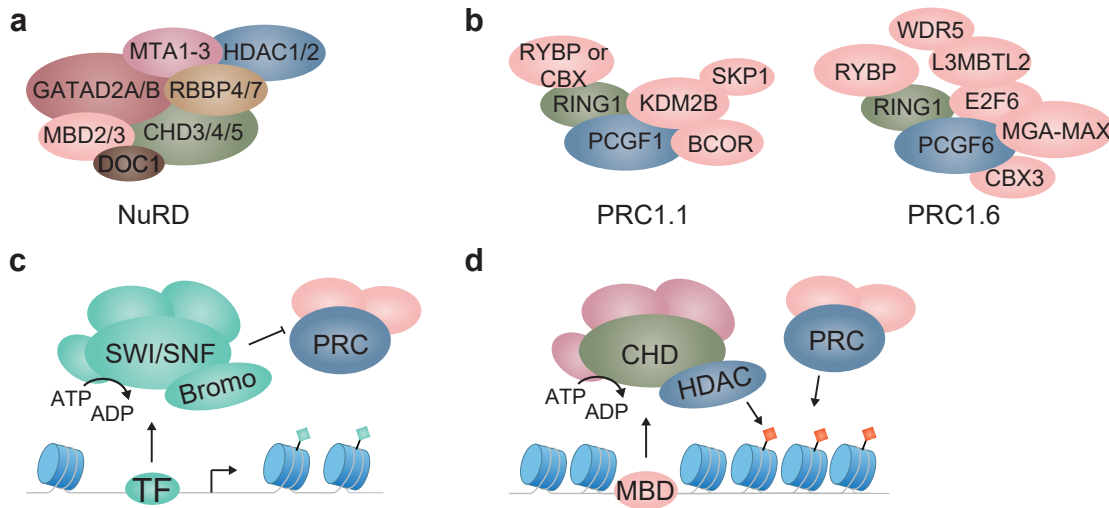 a
MTA1-3
HDAC1/2
GATAD2A/B
RBBP4/7
MBD2/3
CHD3/4/5
DOC1
NuRD
b
RYBP or
CBX
SKP1
RING1
KDM2B
PCGF1
BCOR
PRC1.1
WDR5
L3MBTL2
RYBP
RING1
E2F6
MGA-MAX
PCGF6
CBX3
PRC1.6
c
SWI/SNF
PRC
Bromo
ATP
ADP
TF
d
CHD
PRC
HDAC
ATP
ADP
MBD